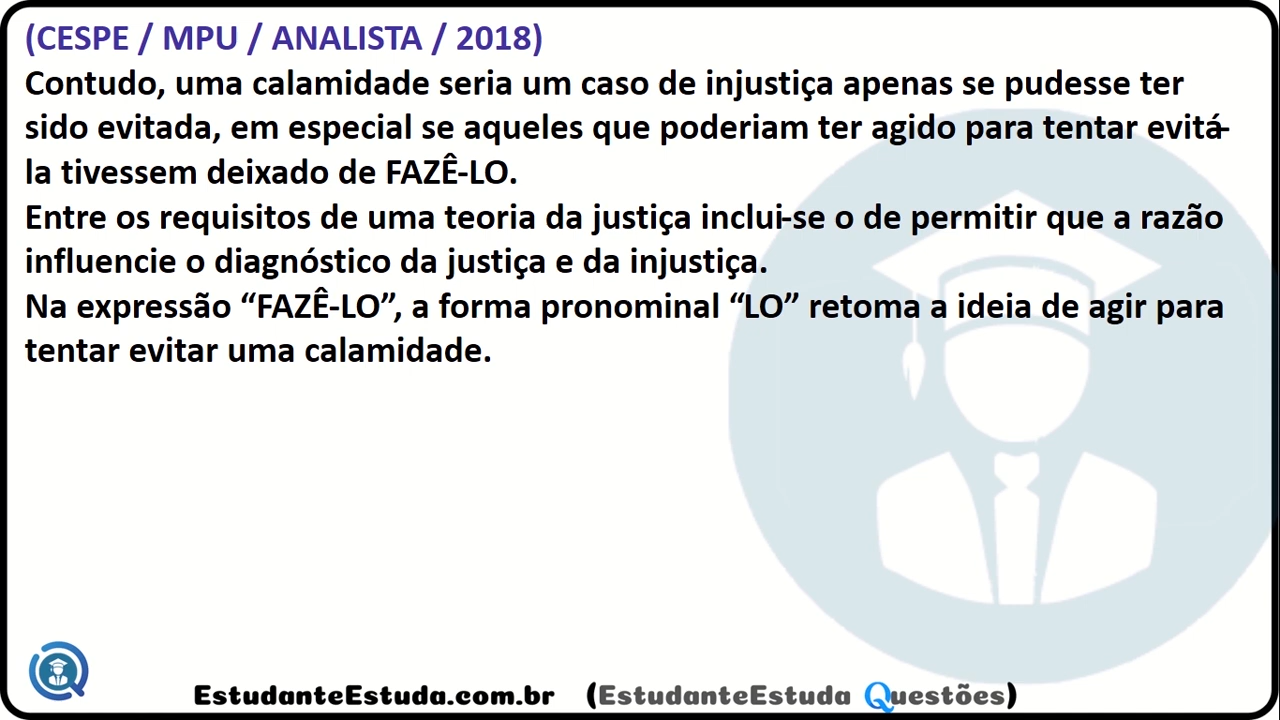 (CESPE / MPU / ANALISTA / 2018)
Contudo, uma calamidade seria um caso de injustiça apenas se pudesse ter
sido evitada, em especial se aqueles que poderiam ter agido para tentar evitá-
la tivessem deixado de FAZÊ-LO.
Entre os requisitos de uma teoria da justiça inclui-se o de permitir que a razão
influencie o diagnóstico da justiça e da injustiça.
Na expressão “FAZÊ-LO”, a forma pronominal “LO” retoma a ideia de agir para
tentar evitar uma calamidade.
EstudanteEstuda.com.br (EstudanteEstuda Questões)